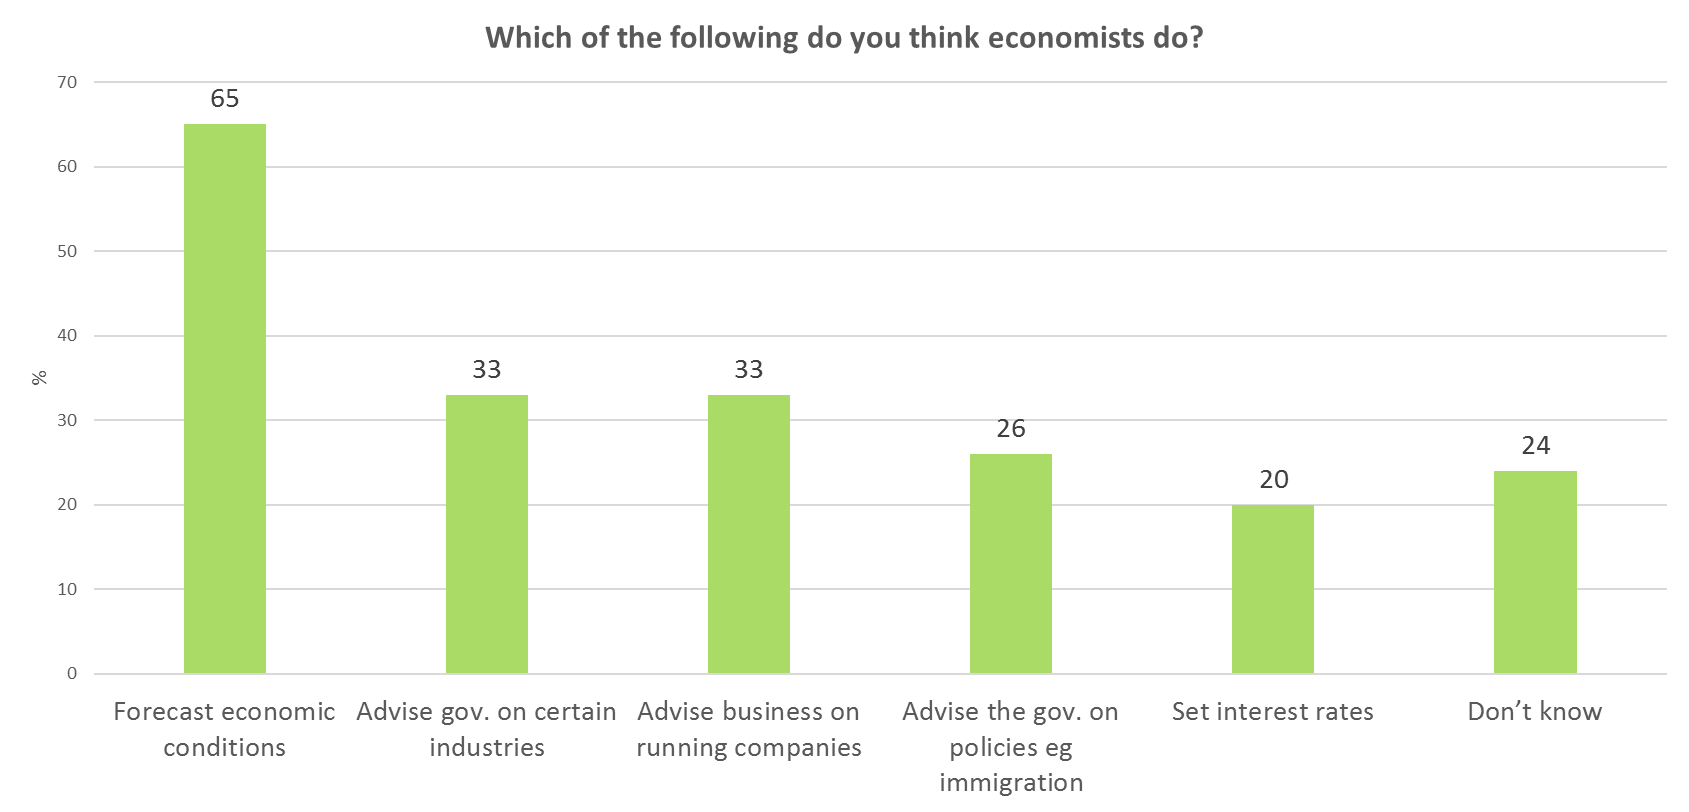 Which of the following do you think economists do?
70
60
50
40
30
20
10
0
%
65
33
33
26
20
24
Forecast economic
conditions
Advise gov. on certain
industries
Advise business on
running companies
Advise the gov. on
policies eg
immigration
Set interest rates
Don’t know